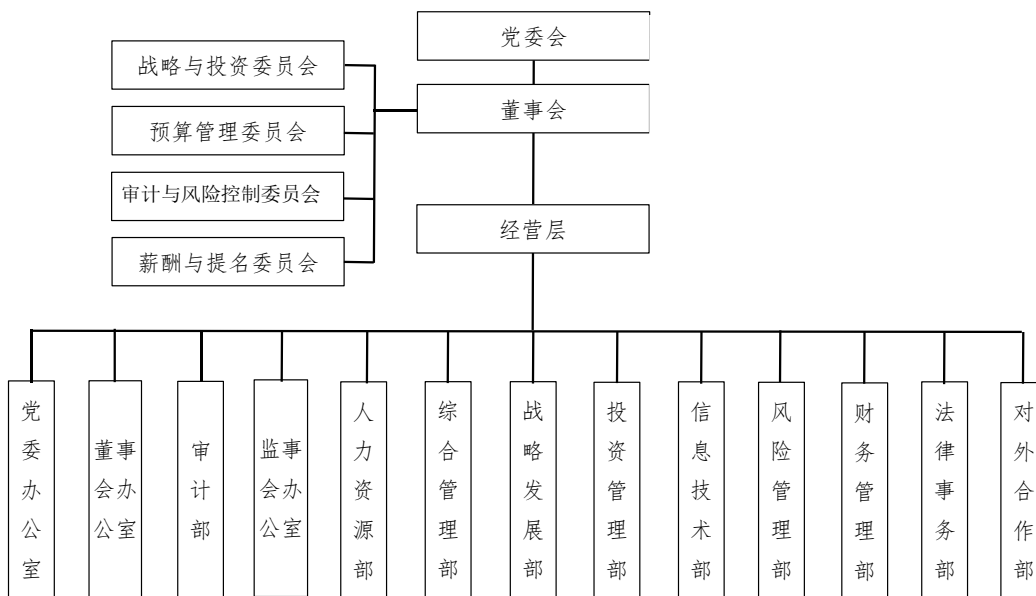 党委会
战略与投资委员会
董事会
预算管理委员会
审计与风险控制委员会
经营层
薪酬与提名委员会
党委办公室
董事会办公室
审计部
监事会办公室
人力资源部
综合管理部
战略发展部
投资管理部
信息技术部
风险管理部
财务管理部
法律事务部
对外合作部